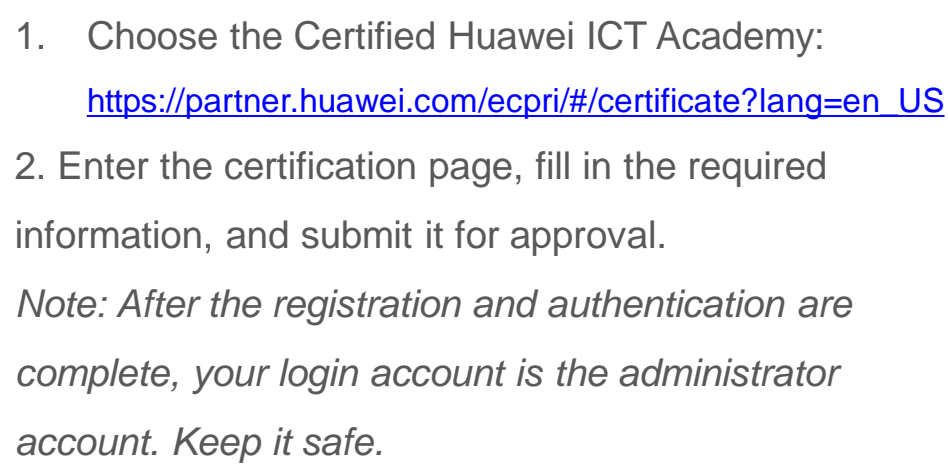 1. Choose the Certified Huawei ICT Academy:
https://partner.huawei.com/ecpri/#/certificate?lang=en_US
2. Enter the certification page, fill in the required
information, and submit it for approval.
Note: After the registration and authentication are
complete, your login account is the administrator
account. Keep it safe.